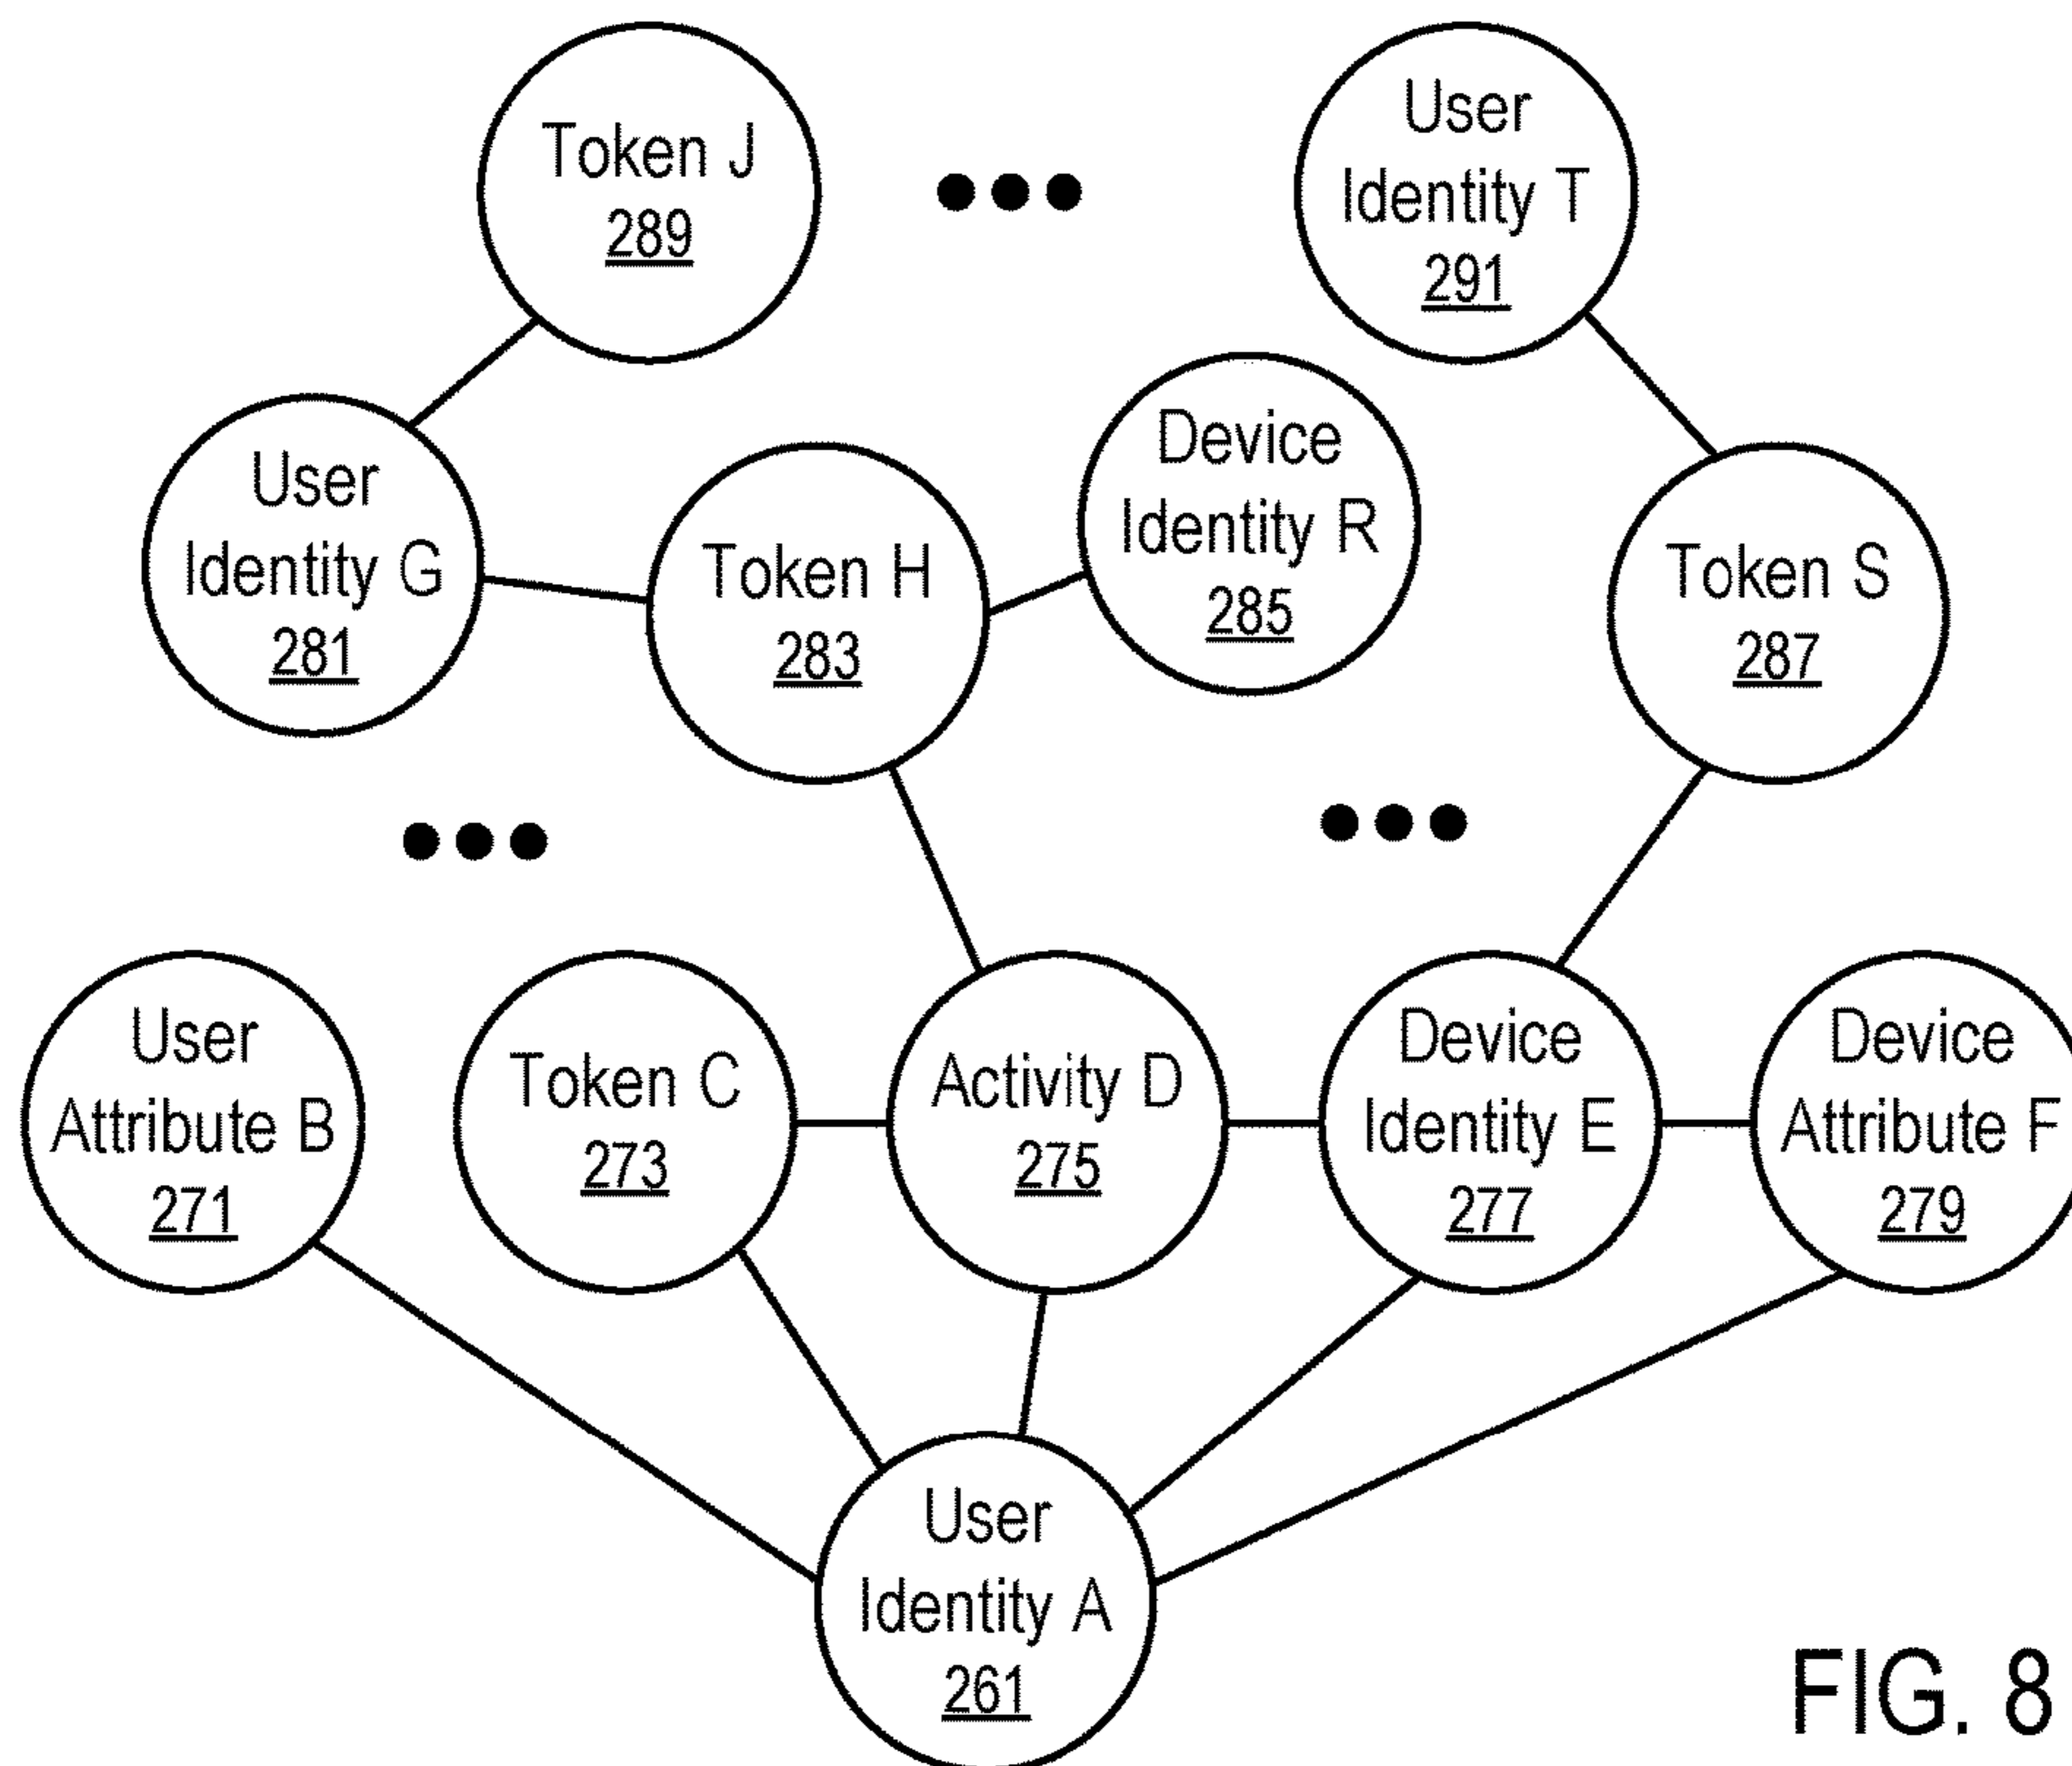 Token J
289
User
Identity T
291
User
Identity G
281
Token H
283
Device
Identity R
285
Token S
287
User
Attribute B
271
Token C
273
Activity D
275
Device
Identity E
277
Device
Attribute F
279
User
Identity A
261
FIG. 8